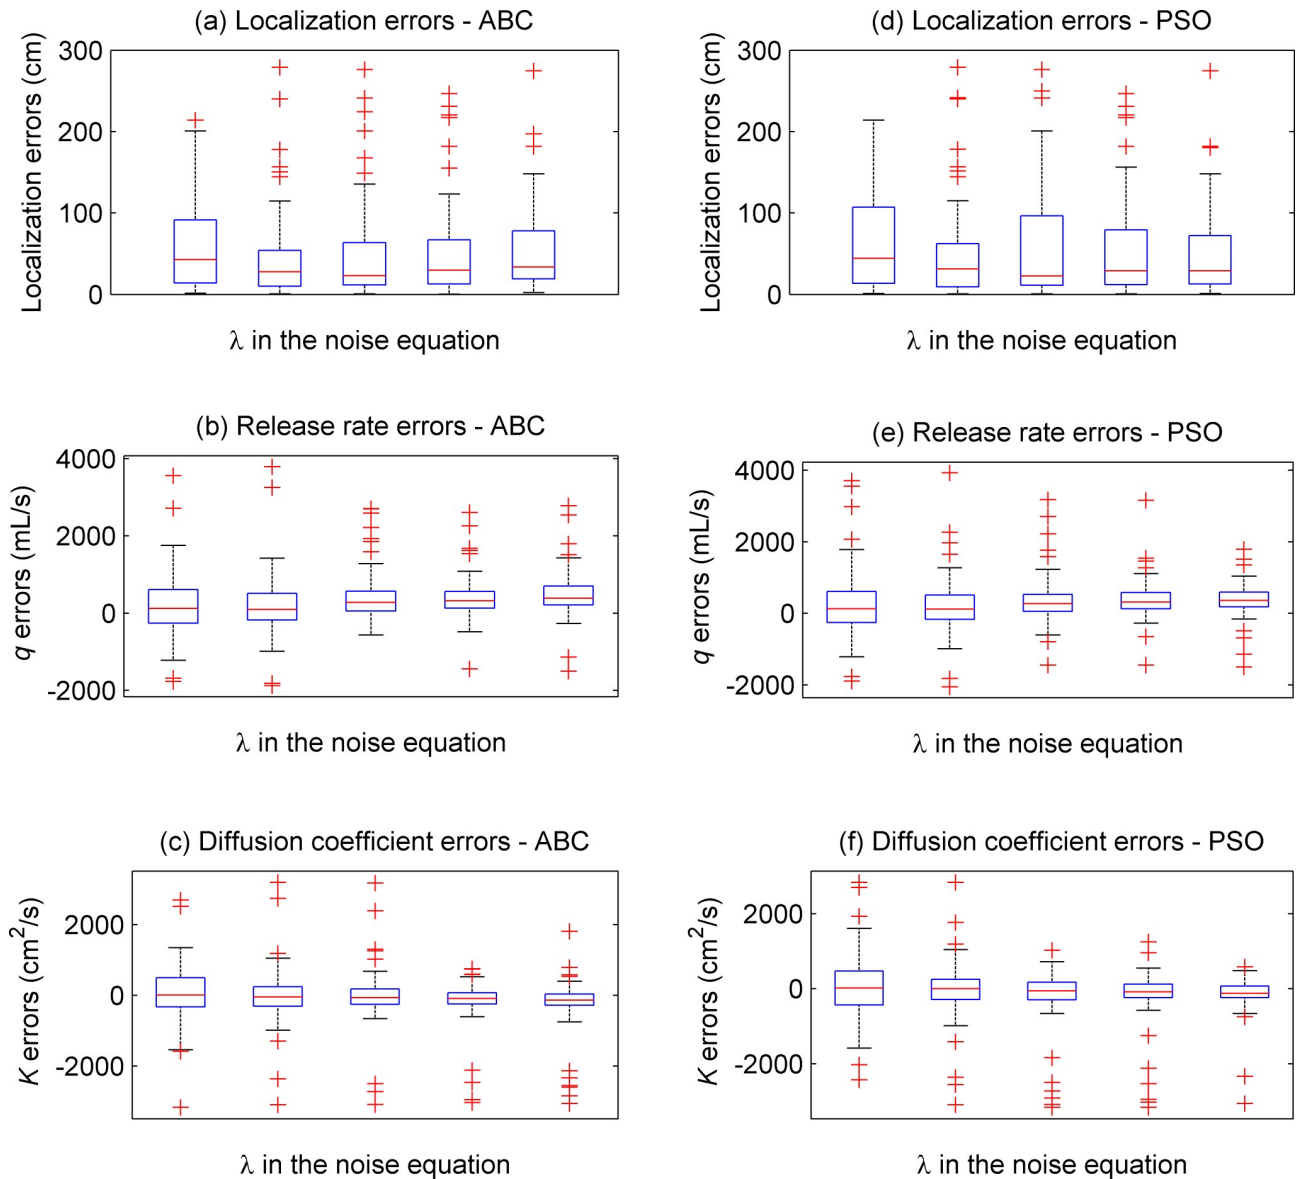 (a) Localization errors - ABC
Localization errors (cm)
300
200
100
0
λ in the noise equation
(d) Localization errors - PSO
Localization errors (cm)
300
200
100
0
λ in the noise equation
(b) Release rate errors - ABC
q errors (mL/s)
4000
2000
0
-2000
λ in the noise equation
(e) Release rate errors - PSO
q errors (mL/s)
4000
2000
0
-2000
λ in the noise equation
(c) Diffusion coefficient errors - ABC
K errors (cm²/s)
2000
0
-2000
λ in the noise equation
(f) Diffusion coefficient errors - PSO
K errors (cm²/s)
2000
0
-2000
λ in the noise equation